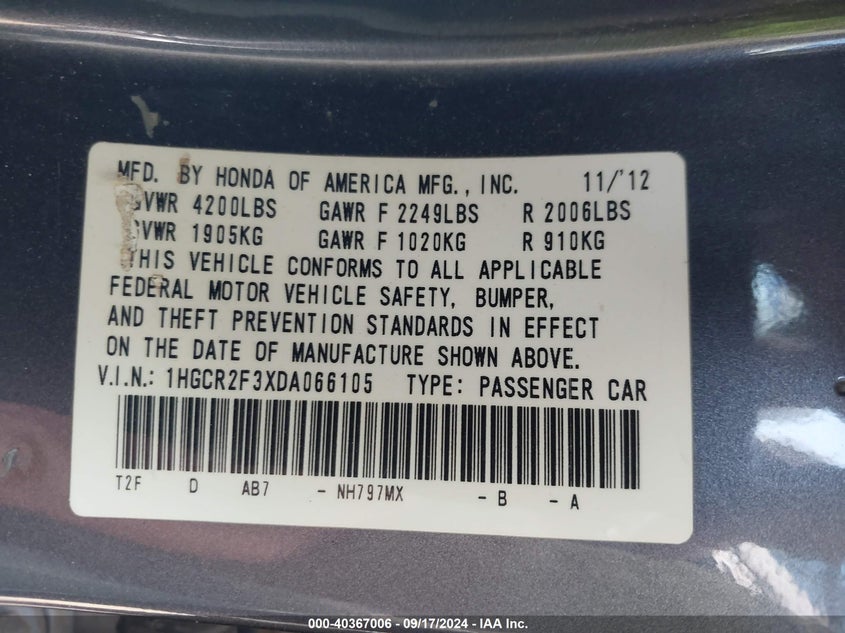 MFD. BY HONDA OF AMERICA MFG., INC. 11/'12
GVWR 4200LBS GAWR F 2249LBS R 2006LBS
GVWR 1905KG GAWR F 1020KG R 910KG
THIS VEHICLE CONFORMS TO ALL APPLICABLE
FEDERAL MOTOR VEHICLE SAFETY, BUMPER,
AND THEFT PREVENTION STANDARDS IN EFFECT
ON THE DATE OF MANUFACTURE SHOWN ABOVE.
V.I.N.: 1HGCR2F3XDA066105 TYPE: PASSENGER CAR
T2F D AB7 - NH797MX - B - A
000-40367006 - 09/17/2024 - IAA Inc.